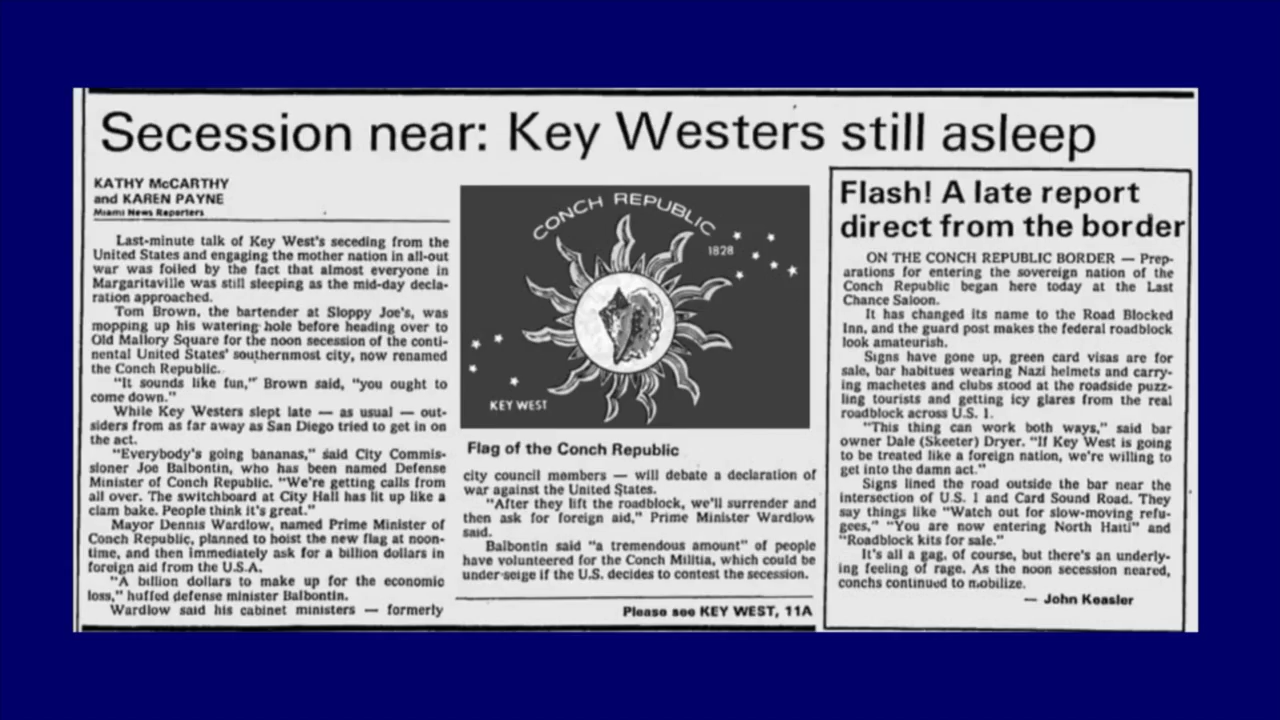 Secession near: Key Westers still asleep
KATHY McCARTHY
and KAREN PAYNE
Miami News Reporters
Last-minute talk of Key West's seceding from the
United States and engaging the mother nation in all-out
war was foiled by the fact that almost everyone in
Margaritaville was still sleeping as the mid-day decla-
ration approached.
Tom Brown, the bartender at Sloppy Joe's, was
mopping up his watering hole before heading over to
Old Mallory Square for the noon secession of the conti-
nental United States' southernmost city, now renamed
the Conch Republic.
"It sounds like fun," Brown said, "you ought to
come down."
While Key Westers slept late — as usual — out-
siders from as far away as San Diego tried to get in on
the act.
"Everybody's going bananas," said City Commis-
sioner Joe Balbontin, who has been named Defense
Minister of Conch Republic. "We're getting calls from
all over. The switchboard at City Hall has lit up like a
clam bake. People think it's great."
Mayor Dennis Wardlow, named Prime Minister of
Conch Republic, planned to hoist the new flag at noon-
time, and then immediately ask for a billion dollars in
foreign aid from the U.S.A.
"A billion dollars to make up for the economic
loss," huffed defense minister Balbontin.
Wardlow said his cabinet ministers — formerly
CONCH REPUBLIC
1828
KEY WEST
Flag of the Conch Republic
city council members — will debate a declaration of
war against the United States.
"After they lift the roadblock, we'll surrender and
then ask for foreign aid," Prime Minister Wardlow
said.
Balbontin said "a tremendous amount" of people
have volunteered for the Conch Militia, which could be
under seige if the U.S. decides to contest the secession.
Please see KEY WEST, 11A
Flash! A late report
direct from the border
ON THE CONCH REPUBLIC BORDER — Prep-
arations for entering the sovereign nation of the
Conch Republic began here today at the Last
Chance Saloon.
It has changed its name to the Road Blocked
Inn, and the guard post makes the federal roadblock
look amateurish.
Signs have gone up, green card visas are for
sale, bar habitues wearing Nazi helmets and carry-
ing machetes and clubs stood at the roadside puzz-
ling tourists and getting icy glares from the real
roadblock across U.S. 1.
"This thing can work both ways," said bar
owner Dale (Skeeter) Dryer. "If Key West is going
to be treated like a foreign nation, we're willing to
get into the damn act."
Signs lined the road outside the bar near the
intersection of U.S. 1 and Card Sound Road. They
say things like "Watch out for slow-moving refu-
gees," "You are now entering North Haiti" and
"Roadblock kits for sale."
It's all a gag, of course, but there's an underly-
ing feeling of rage. As the noon secession neared,
conchs continued to mobilize.
— John Keasler